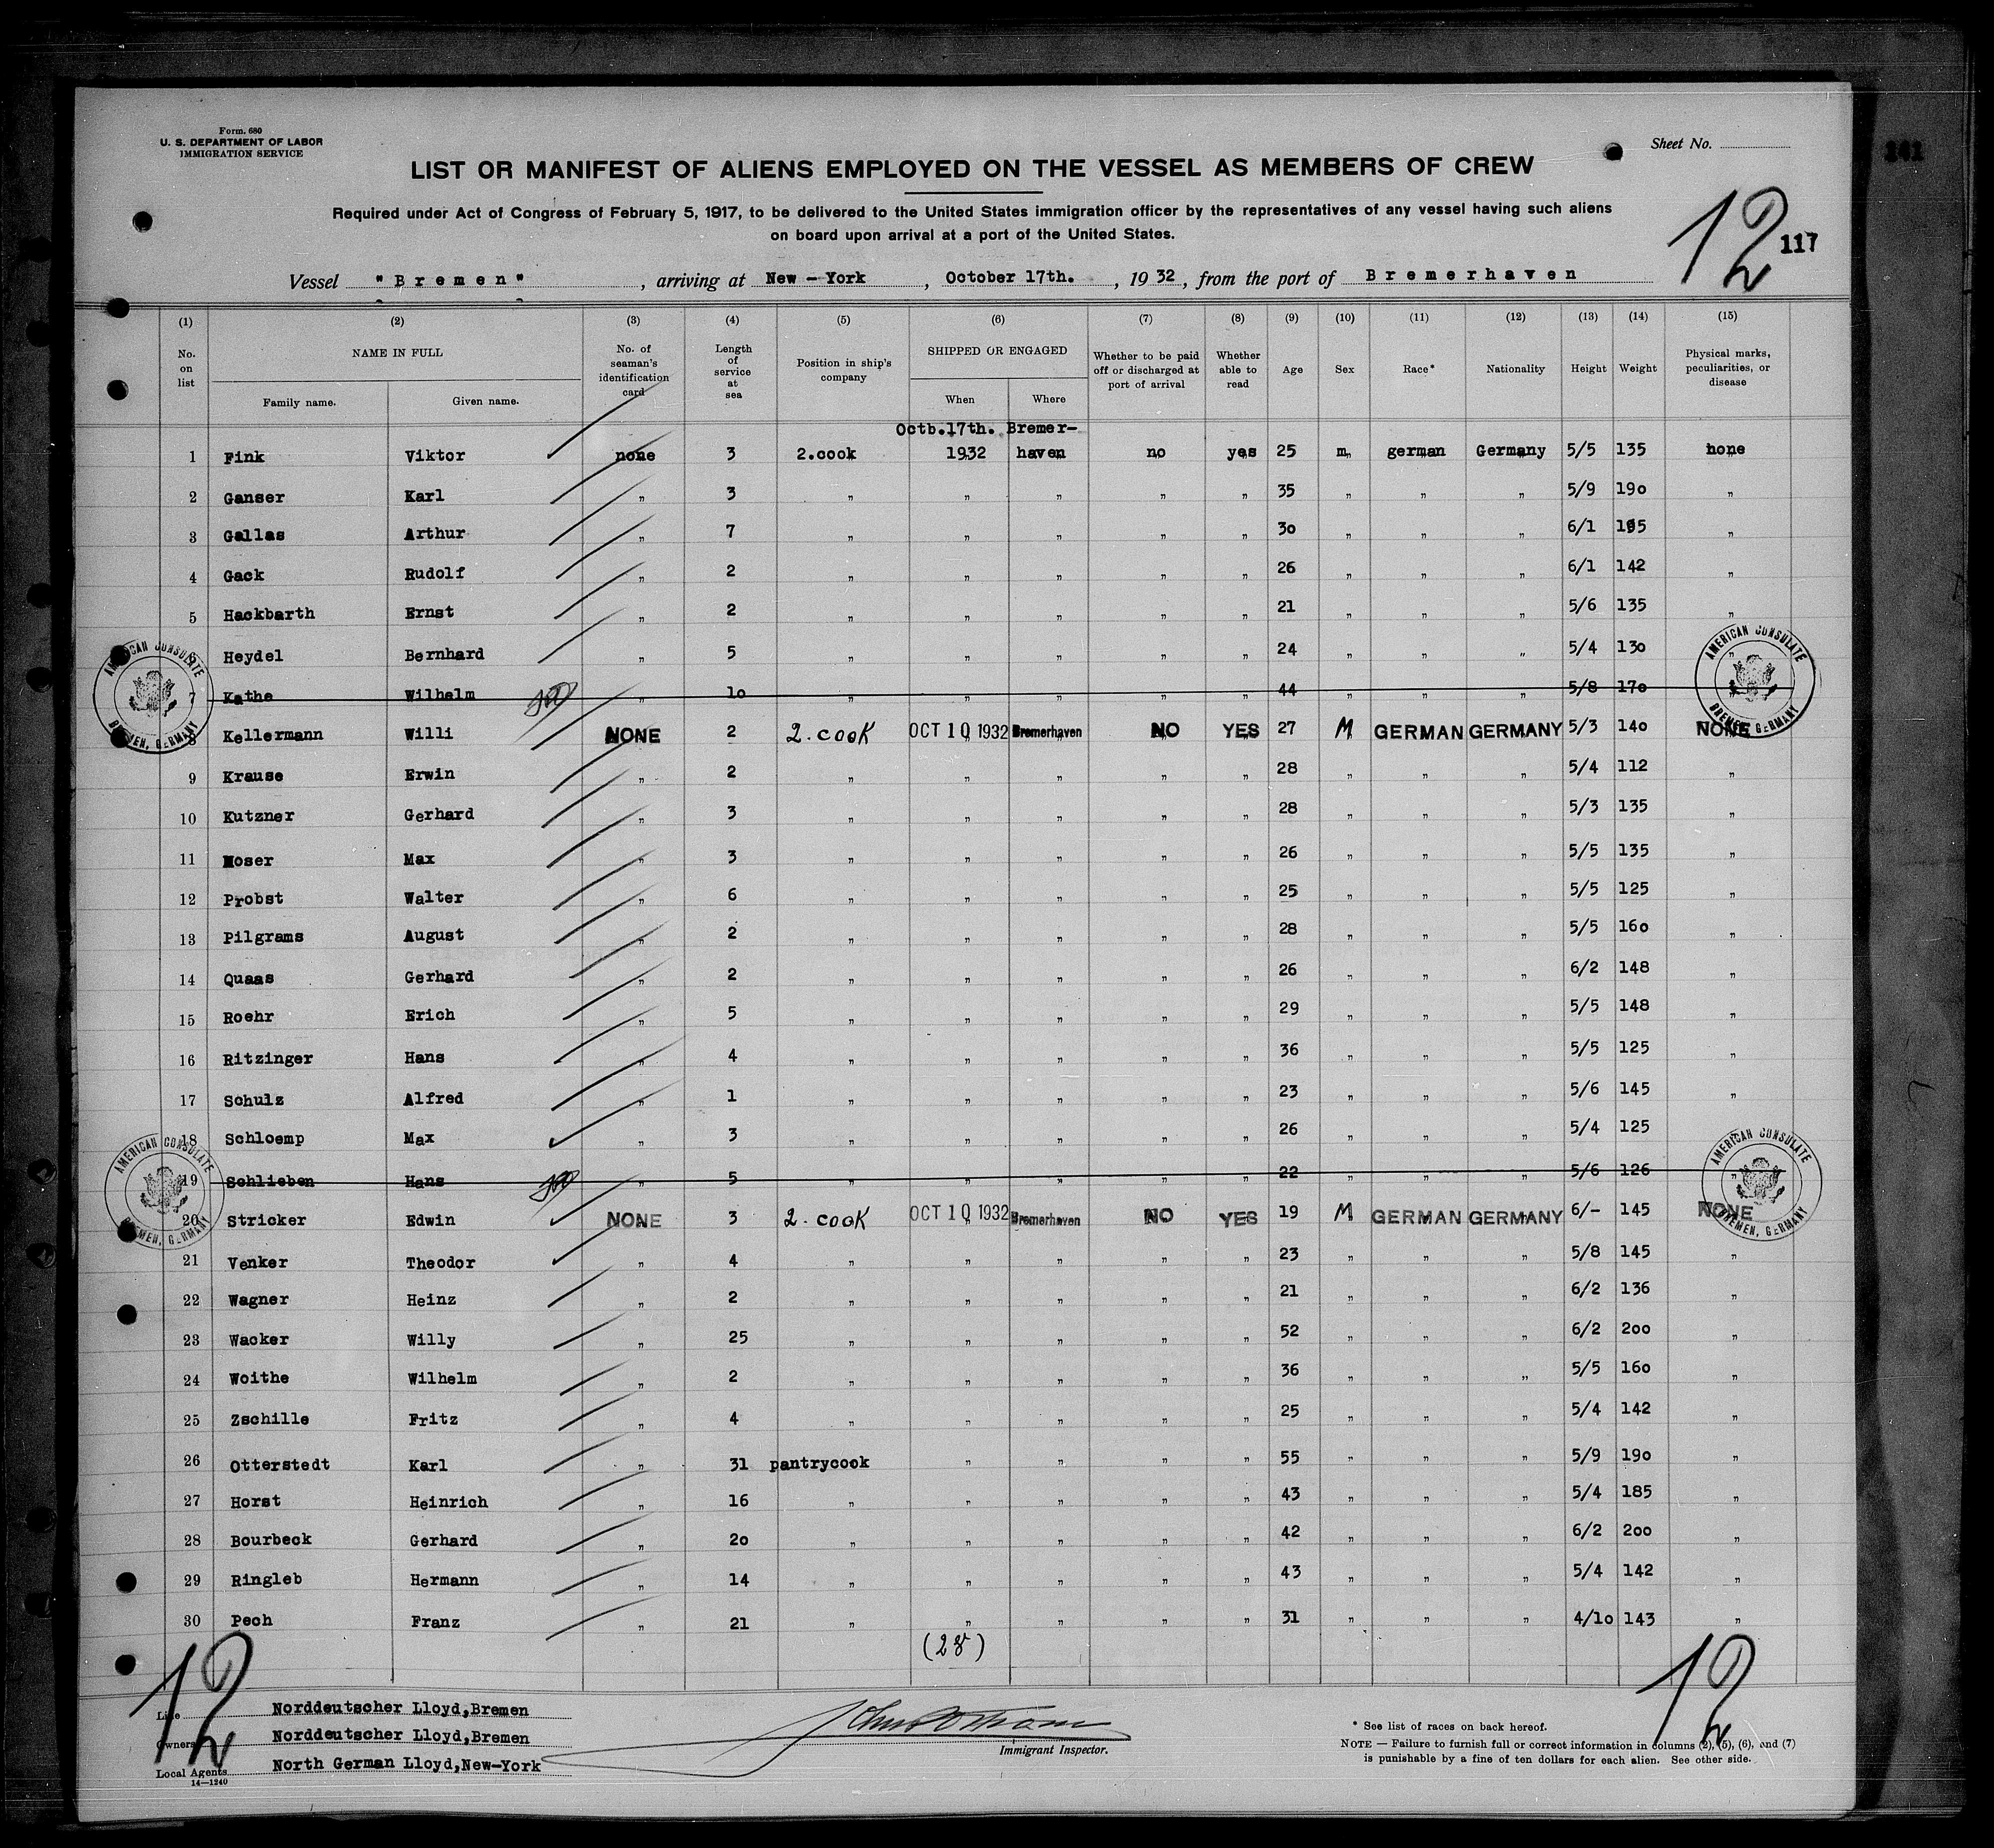 Form. 680
U. S. DEPARTMENT OF LABOR
IMMIGRATION SERVICE
Sheet No.
141
LIST OR MANIFEST OF ALIENS EMPLOYED ON THE VESSEL AS MEMBERS OF CREW
Required under Act of Congress of February 5, 1917, to be delivered to the United States immigration officer by the representatives of any vessel having such aliens
on board upon arrival at a port of the United States.
12
117
Vessel "Bremen", arriving at New-York, October 17th., 1932, from the port of Bremerhaven
(1) (2) (3) (4) (5) (6) (7) (8) (9) (10) (11) (12) (13) (14) (15)
No. on list NAME IN FULL Family name. Given name. No. of seaman's identification card Length of service at sea Position in ship's company SHIPPED OR ENGAGED When Where Whether to be paid off or discharged at port of arrival Whether able to read Age Sex Race* Nationality Height Weight Physical marks, peculiarities, or disease
Octb.17th. Bremer-
1 Fink Viktor none 3 2.cook 1932 haven no yes 25 m, german Germany 5/5 135 none
2 Ganser Karl " 3 " " " " " 35 " " " 5/9 190 "
3 Gallas Arthur " 7 " " " " " 30 " " " 6/1 195 "
4 Gack Rudolf " 2 " " " " " 26 " " " 6/1 142 "
5 Hackbarth Ernst " 2 " " " " " 21 " " " 5/6 135 "
6 Heydel Bernhard " 5 " " " " " 24 " " " 5/4 130 "
7 Kathe Wilhelm " 10 " " " " " 44 " " " 5/8 170 "
8 Kellermann Willi NONE 2 2. cook OCT 10 1932 Bremerhaven NO YES 27 M GERMAN GERMANY 5/3 140 NONE
9 Krause Erwin " 2 " " " " " 28 " " " 5/4 112 "
10 Kutzner Gerhard " 3 " " " " " 28 " " " 5/3 135 "
11 Moser Max " 3 " " " " " 26 " " " 5/5 135 "
12 Probst Walter " 6 " " " " " 25 " " " 5/5 125 "
13 Pilgrams August " 2 " " " " " 28 " " " 5/5 160 "
14 Quaas Gerhard " 2 " " " " " 26 " " " 6/2 148 "
15 Roehr Erich " 5 " " " " " 29 " " " 5/5 148 "
16 Ritzinger Hans " 4 " " " " " 36 " " " 5/5 125 "
17 Schulz Alfred " 1 " " " " " 23 " " " 5/6 145 "
18 Schloemp Max " 3 " " " " " 26 " " " 5/4 125 "
19 Schlieben Hans " 5 " " " " " 22 " " " 5/6 126 "
20 Stricker Edwin NONE 3 2. cook OCT 10 1932 Bremerhaven NO YES 19 M GERMAN GERMANY 6/- 145 NONE
21 Venker Theodor " 4 " " " " " 23 " " " 5/8 145 "
22 Wagner Heinz " 2 " " " " " 21 " " " 6/2 136 "
23 Wacker Willy " 25 " " " " " 52 " " " 6/2 200 "
24 Woithe Wilhelm " 2 " " " " " 36 " " " 5/5 160 "
25 Zschille Fritz " 4 " " " " " 25 " " " 5/4 142 "
26 Otterstedt Karl " 31 pantrycook " " " " 55 " " " 5/9 190 "
27 Horst Heinrich " 16 " " " " " 43 " " " 5/4 185 "
28 Bourbeck Gerhard " 20 " " " " " 42 " " " 6/2 200 "
29 Ringleb Hermann " 14 " " " " " 43 " " " 5/4 142 "
30 Pech Franz " 21 " " " " " 31 " " " 4/10 143 "
AMERICAN CONSULATE BREMEN, GERMANY
AMERICAN CONSULATE BREMEN, GERMANY
AMERICAN CONSULATE BREMEN, GERMANY
AMERICAN CONSULATE BREMEN, GERMANY
(28)
12
12
Line Norddeutscher Lloyd,Bremen
Owners Norddeutscher Lloyd,Bremen
Local Agents North German Lloyd,New-York
14—1240
Immigrant Inspector.
* See list of races on back hereof.
NOTE — Failure to furnish full or correct information in columns (2), (5), (6), and (7)
is punishable by a fine of ten dollars for each alien. See other side.